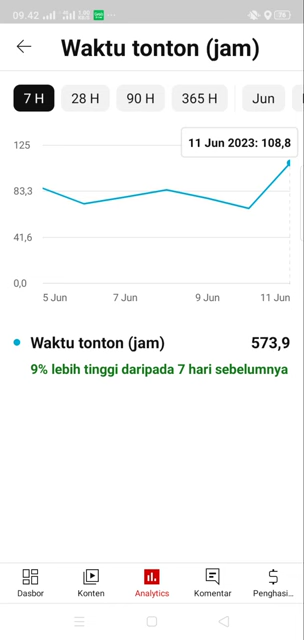 09.42
Waktu tonton (jam)
7 H 28 H 90 H 365 H Jun
11 Jun 2023: 108,8
125
83,3
41,6
0,0
5 Jun 7 Jun 9 Jun 11 Jun
Waktu tonton (jam) 573,9
9% lebih tinggi daripada 7 hari sebelumnya
Dasbor Konten Analytics Komentar Penghasi...